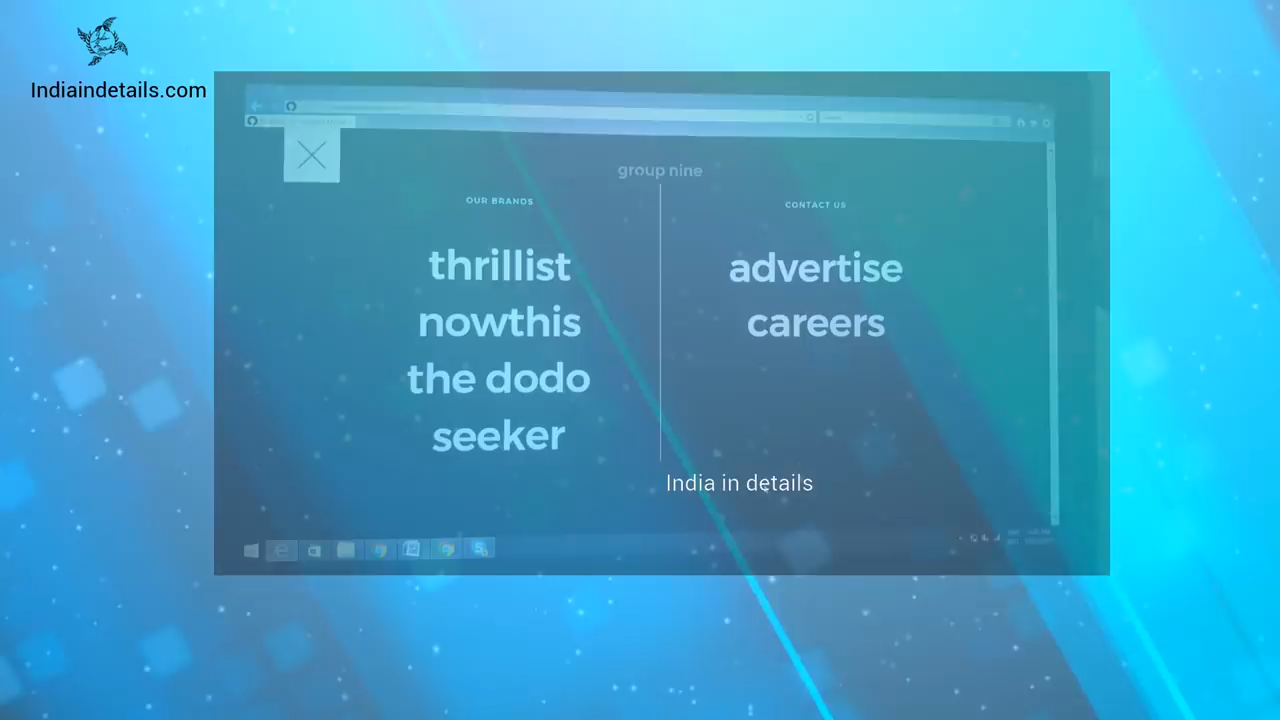 Indiaindetails.com
group nine
OUR BRANDS
thrillist
nowthis
the dodo
seeker
CONTACT US
advertise
careers
India in details